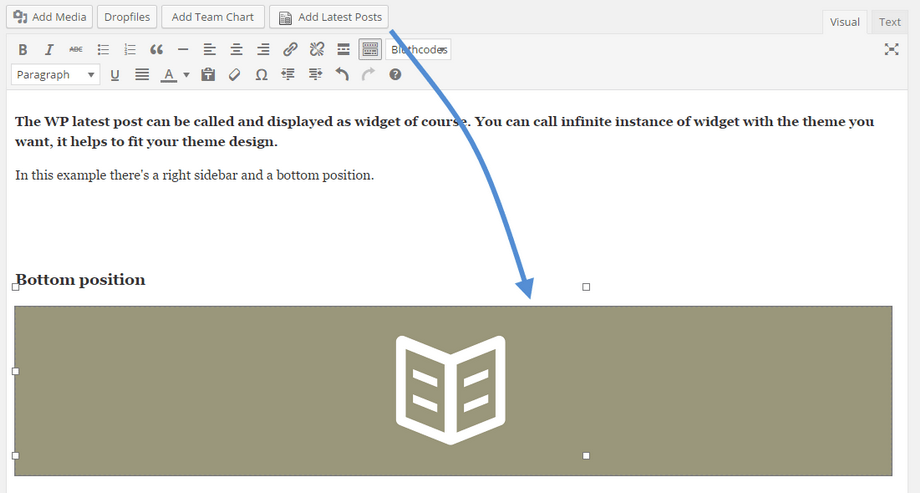 Add Media Dropfiles Add Team Chart Add Latest Posts
Visual Text
B I ABC Blethcodes
Paragraph U A Ω ?
The WP latest post can be called and displayed as widget of course. You can call infinite instance of widget with the theme you
want, it helps to fit your theme design.
In this example there's a right sidebar and a bottom position.
Bottom position